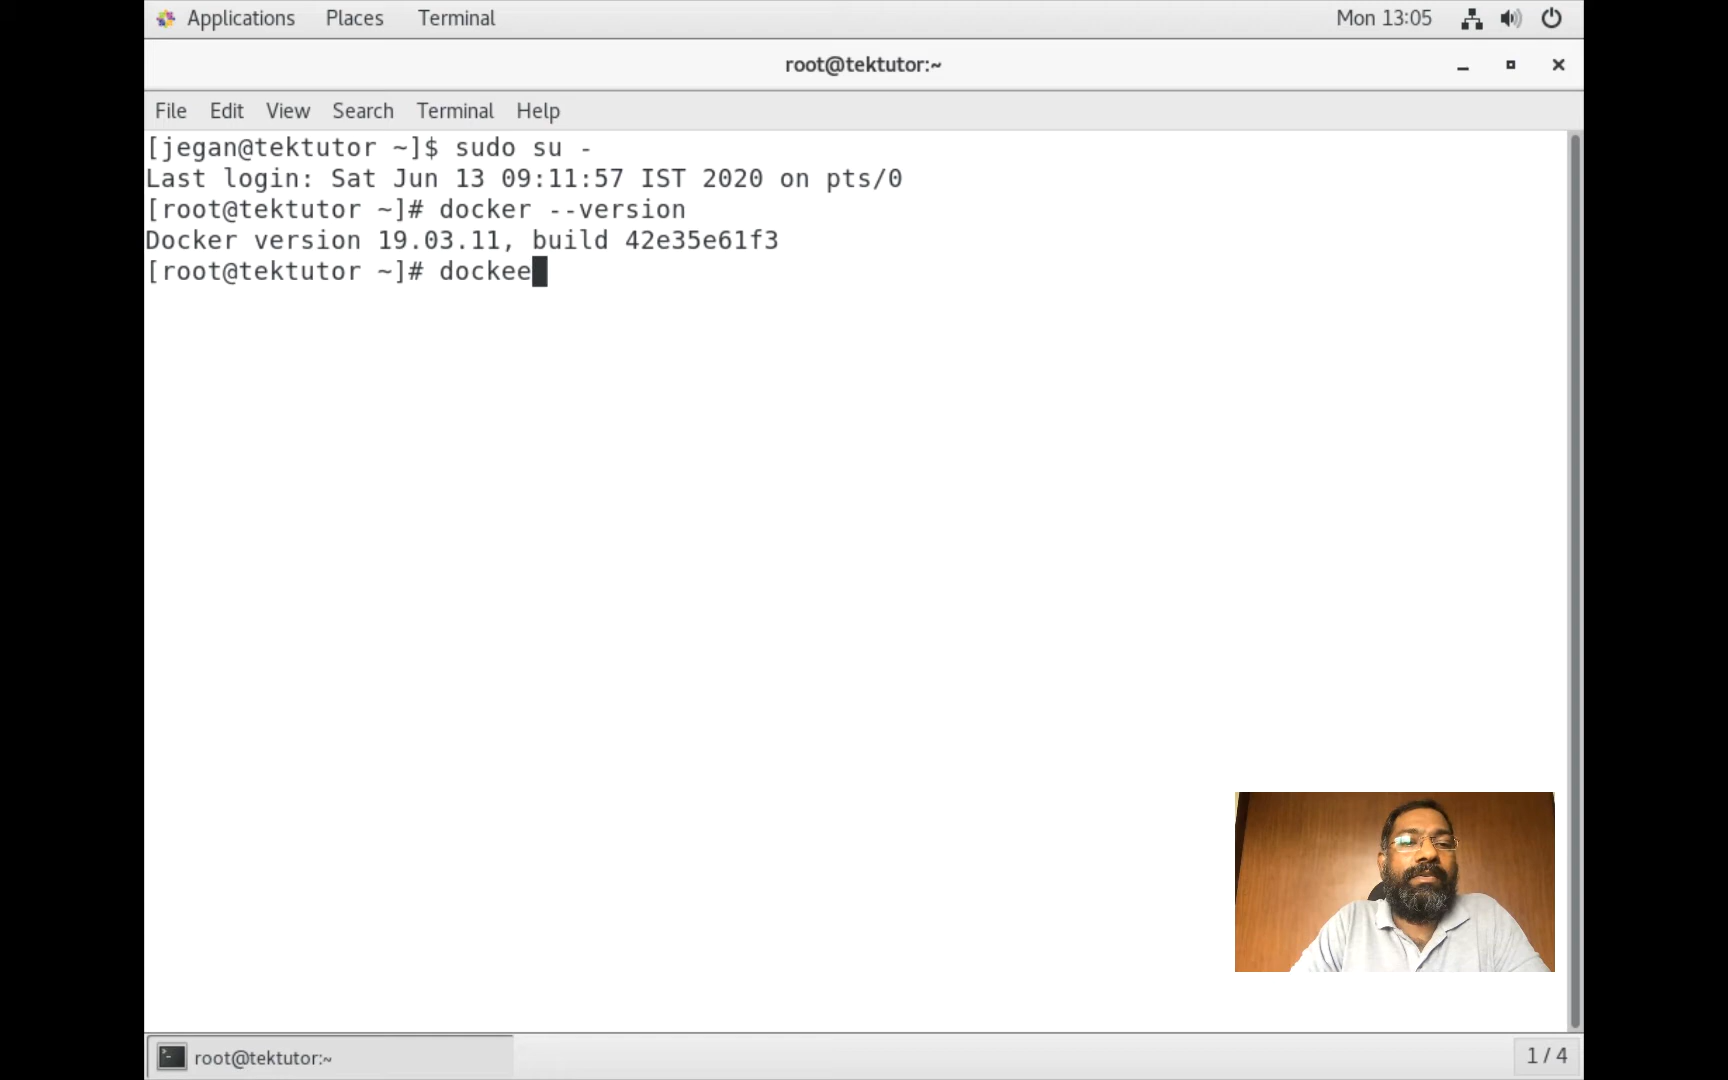 Applications Places Terminal Mon 13:05
root@tektutor:~
File Edit View Search Terminal Help
[jegan@tektutor ~]$ sudo su -
Last login: Sat Jun 13 09:11:57 IST 2020 on pts/0
[root@tektutor ~]# docker --version
Docker version 19.03.11, build 42e35e61f3
[root@tektutor ~]# dockee
root@tektutor:~ 1 / 4